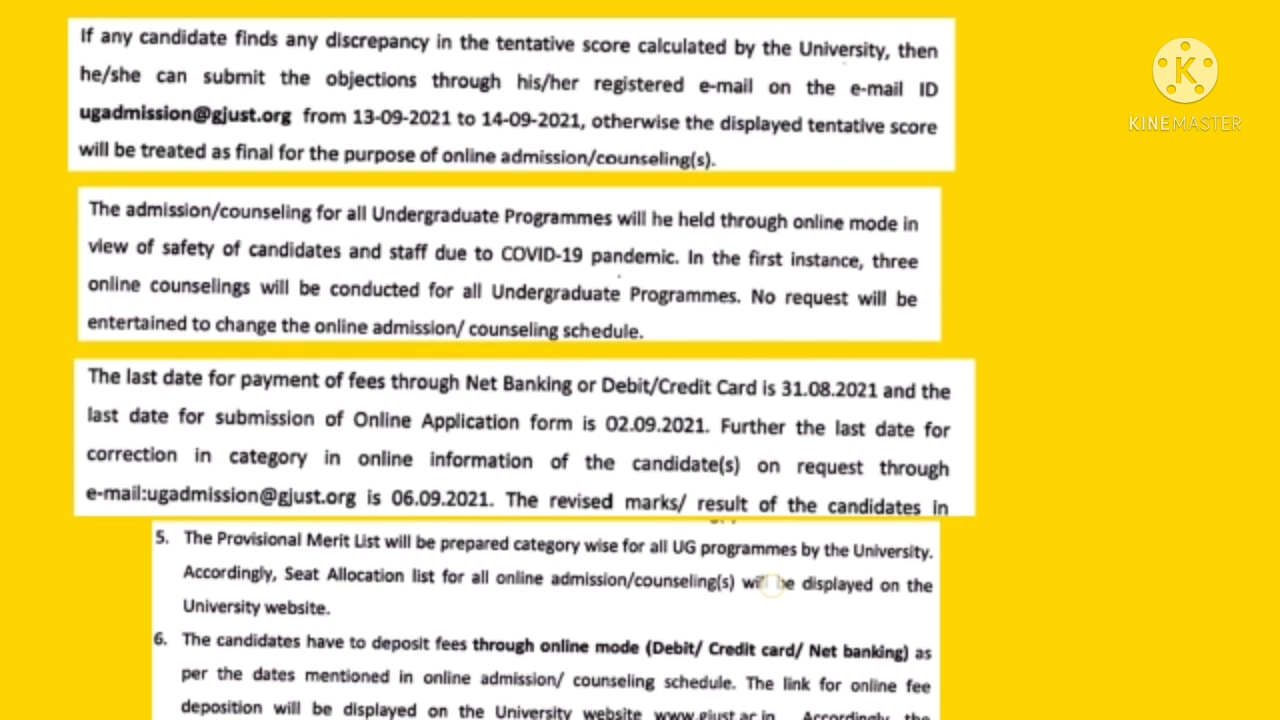 If any candidate finds any discrepancy in the tentative score calculated by the University, then
he/she can submit the objections through his/her registered e-mail on the e-mail ID
ugadmission@gjust.org from 13-09-2021 to 14-09-2021, otherwise the displayed tentative score
will be treated as final for the purpose of online admission/counseling(s).
The admission/counseling for all Undergraduate Programmes will he held through online mode in
view of safety of candidates and staff due to COVID-19 pandemic. In the first instance, three
online counselings will be conducted for all Undergraduate Programmes. No request will be
entertained to change the online admission/ counseling schedule.
The last date for payment of fees through Net Banking or Debit/Credit Card is 31.08.2021 and the
last date for submission of Online Application form is 02.09.2021. Further the last date for
correction in category in online information of the candidate(s) on request through
e-mail:ugadmission@gjust.org is 06.09.2021. The revised marks/ result of the candidates in
5. The Provisional Merit List will be prepared category wise for all UG programmes by the University.
Accordingly, Seat Allocation list for all online admission/counseling(s) will be displayed on the
University website.
6. The candidates have to deposit fees through online mode (Debit/ Credit card/ Net banking) as
per the dates mentioned in online admission/ counseling schedule. The link for online fee
deposition will be displayed on the University website www.gjust.ac.in. Accordingly, the
K
KINEMASTER